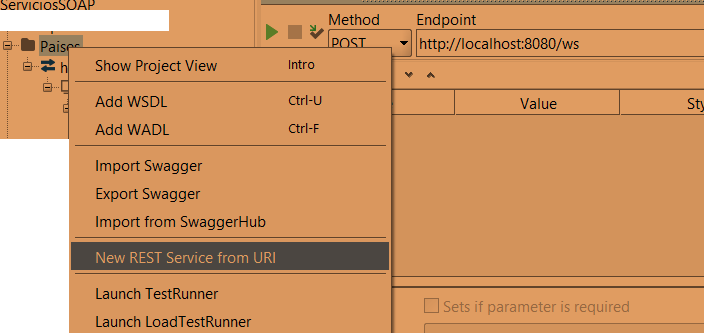 ServiciosSOAP
Method
Endpoint
POST
http://localhost:8080/ws
Paises
h
Show Project View Intro
Add WSDL Ctrl-U
Add WADL Ctrl-F
Import Swagger
Export Swagger
Import from SwaggerHub
New REST Service from URI
Launch TestRunner
Launch LoadTestRunner
Value
Sty
Sets if parameter is required